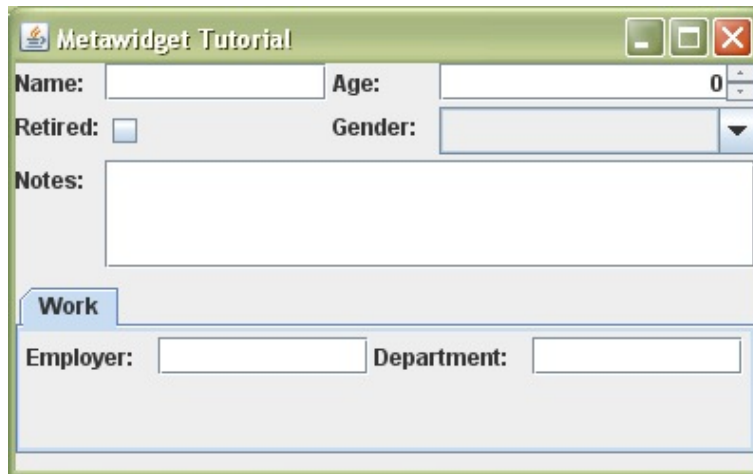 Metawidget Tutorial
Name: Age: 0
Retired: Gender:
Notes:
Work
Employer: Department: